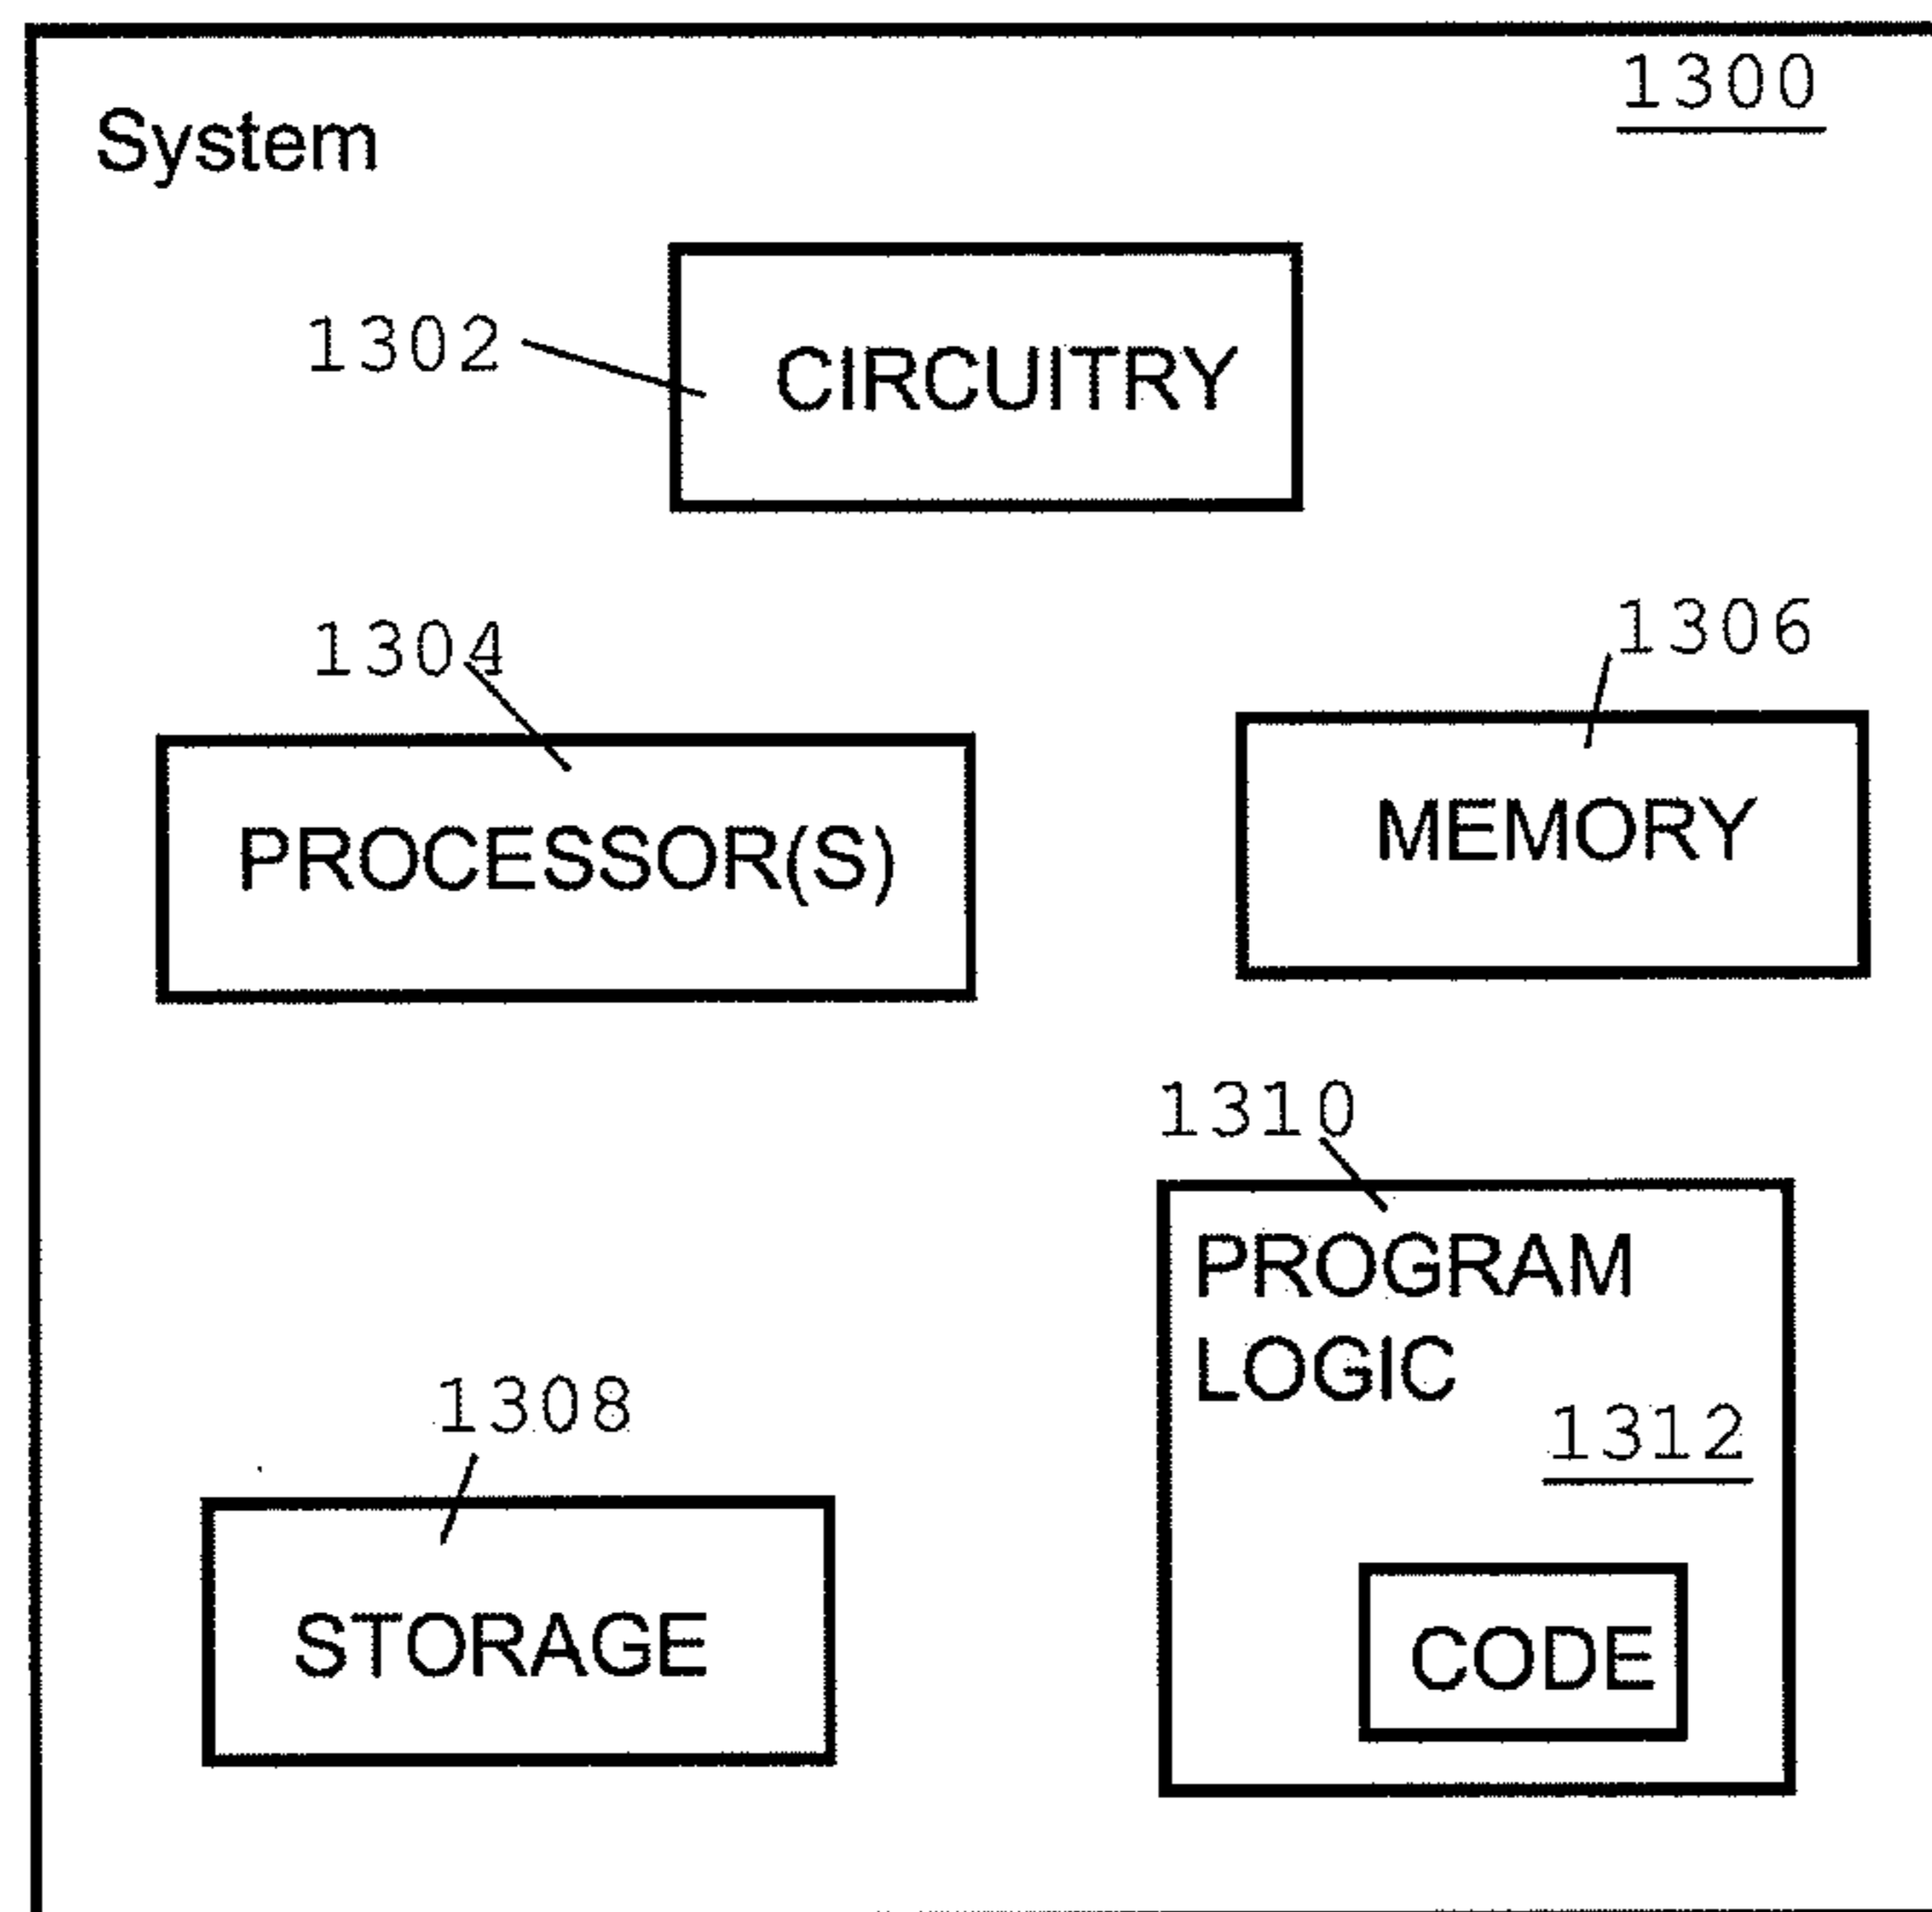 1300
System
1302
CIRCUITRY
1304
1306
PROCESSOR(S)
MEMORY
1310
PROGRAM
LOGIC
1308
1312
STORAGE
CODE